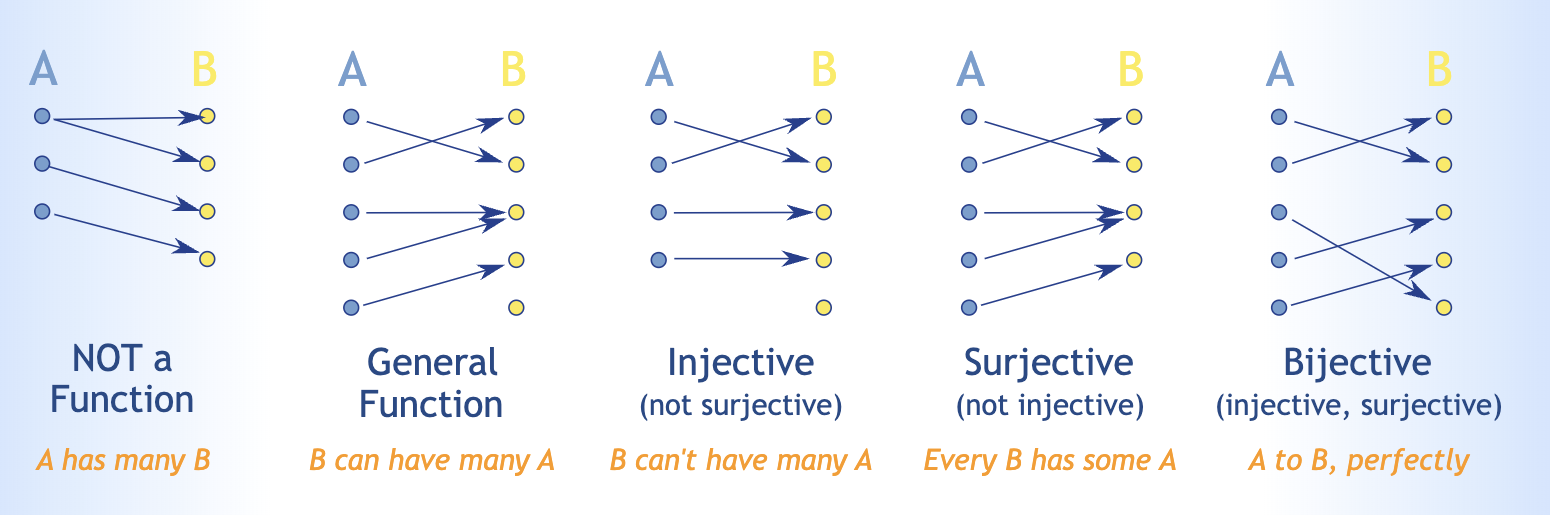 A B
NOT a
Function
A has many B
A B
General
Function
B can have many A
A B
Injective
(not surjective)
B can't have many A
A B
Surjective
(not injective)
Every B has some A
A B
Bijective
(injective, surjective)
A to B, perfectly